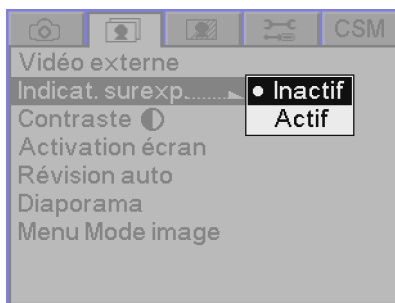 CSM
Vidéo externe
Indicat. surexp.........
Inactif
Contraste
Actif
Activation écran
Révision auto
Diaporama
Menu Mode image